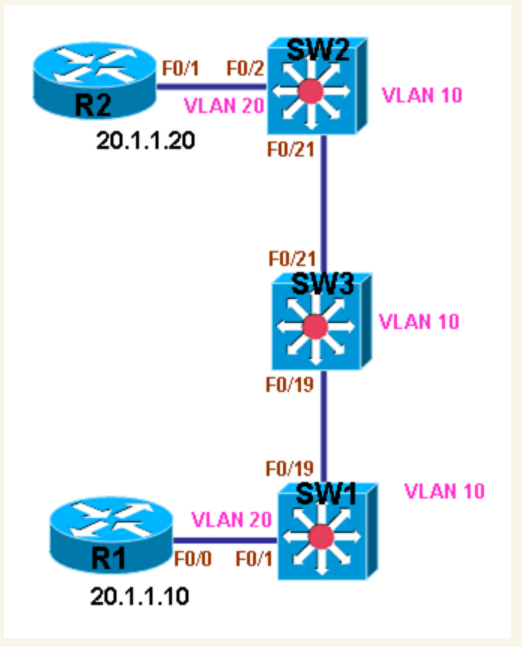 SW2
F0/1 F0/2
R2
VLAN 20
VLAN 10
20.1.1.20
F0/21
F0/21
SW3
VLAN 10
F0/19
F0/19
SW1
VLAN 10
VLAN 20
R1
F0/0 F0/1
20.1.1.10